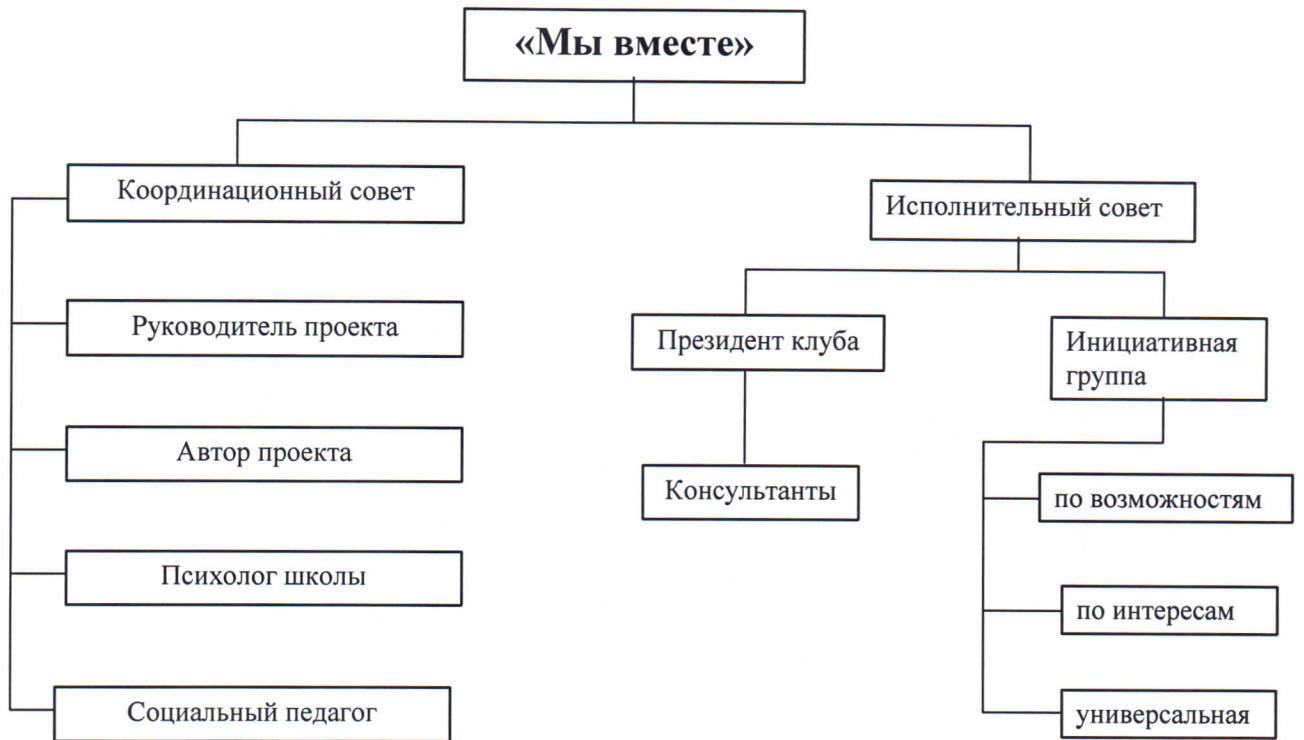 «Мы вместе»
Координационный совет
Руководитель проекта
Автор проекта
Психолог школы
Социальный педагог
Исполнительный совет
Президент клуба
Консультанты
Инициативная
группа
по возможностям
по интересам
универсальная